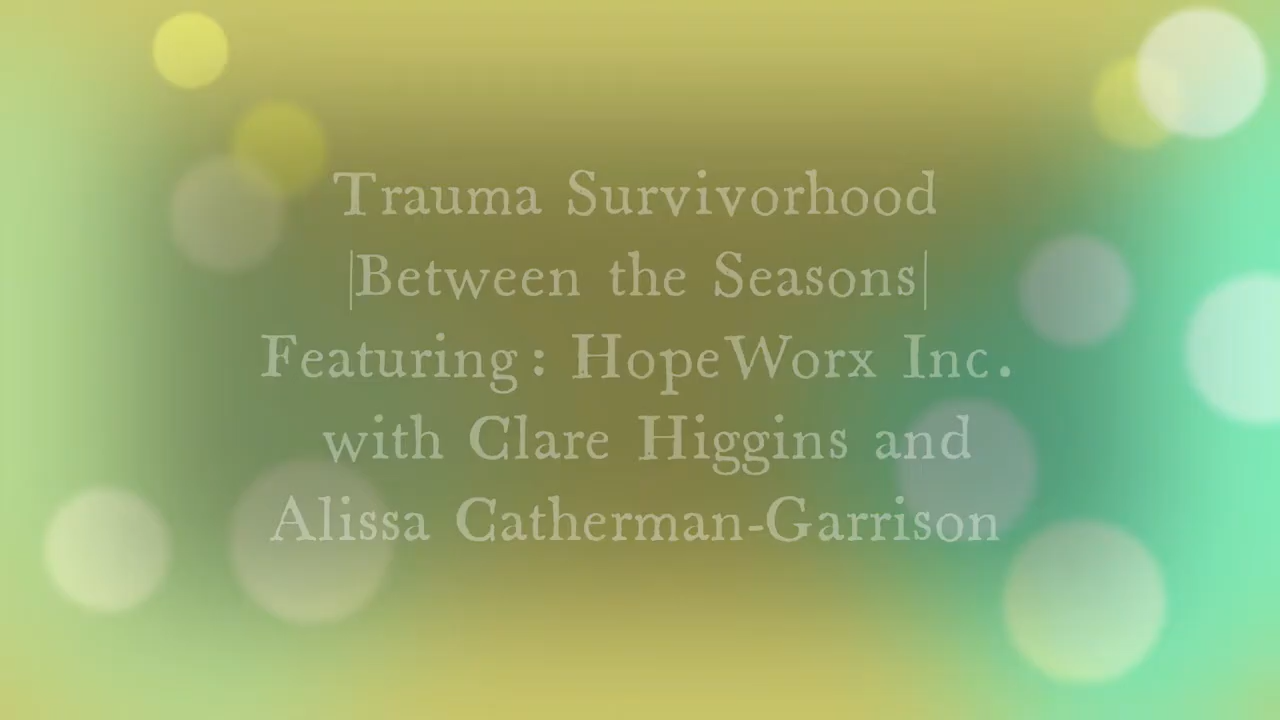 Trauma Survivorhood
|Between the Seasons|
Featuring: HopeWorx Inc.
with Clare Higgins and
Alissa Catherman-Garrison